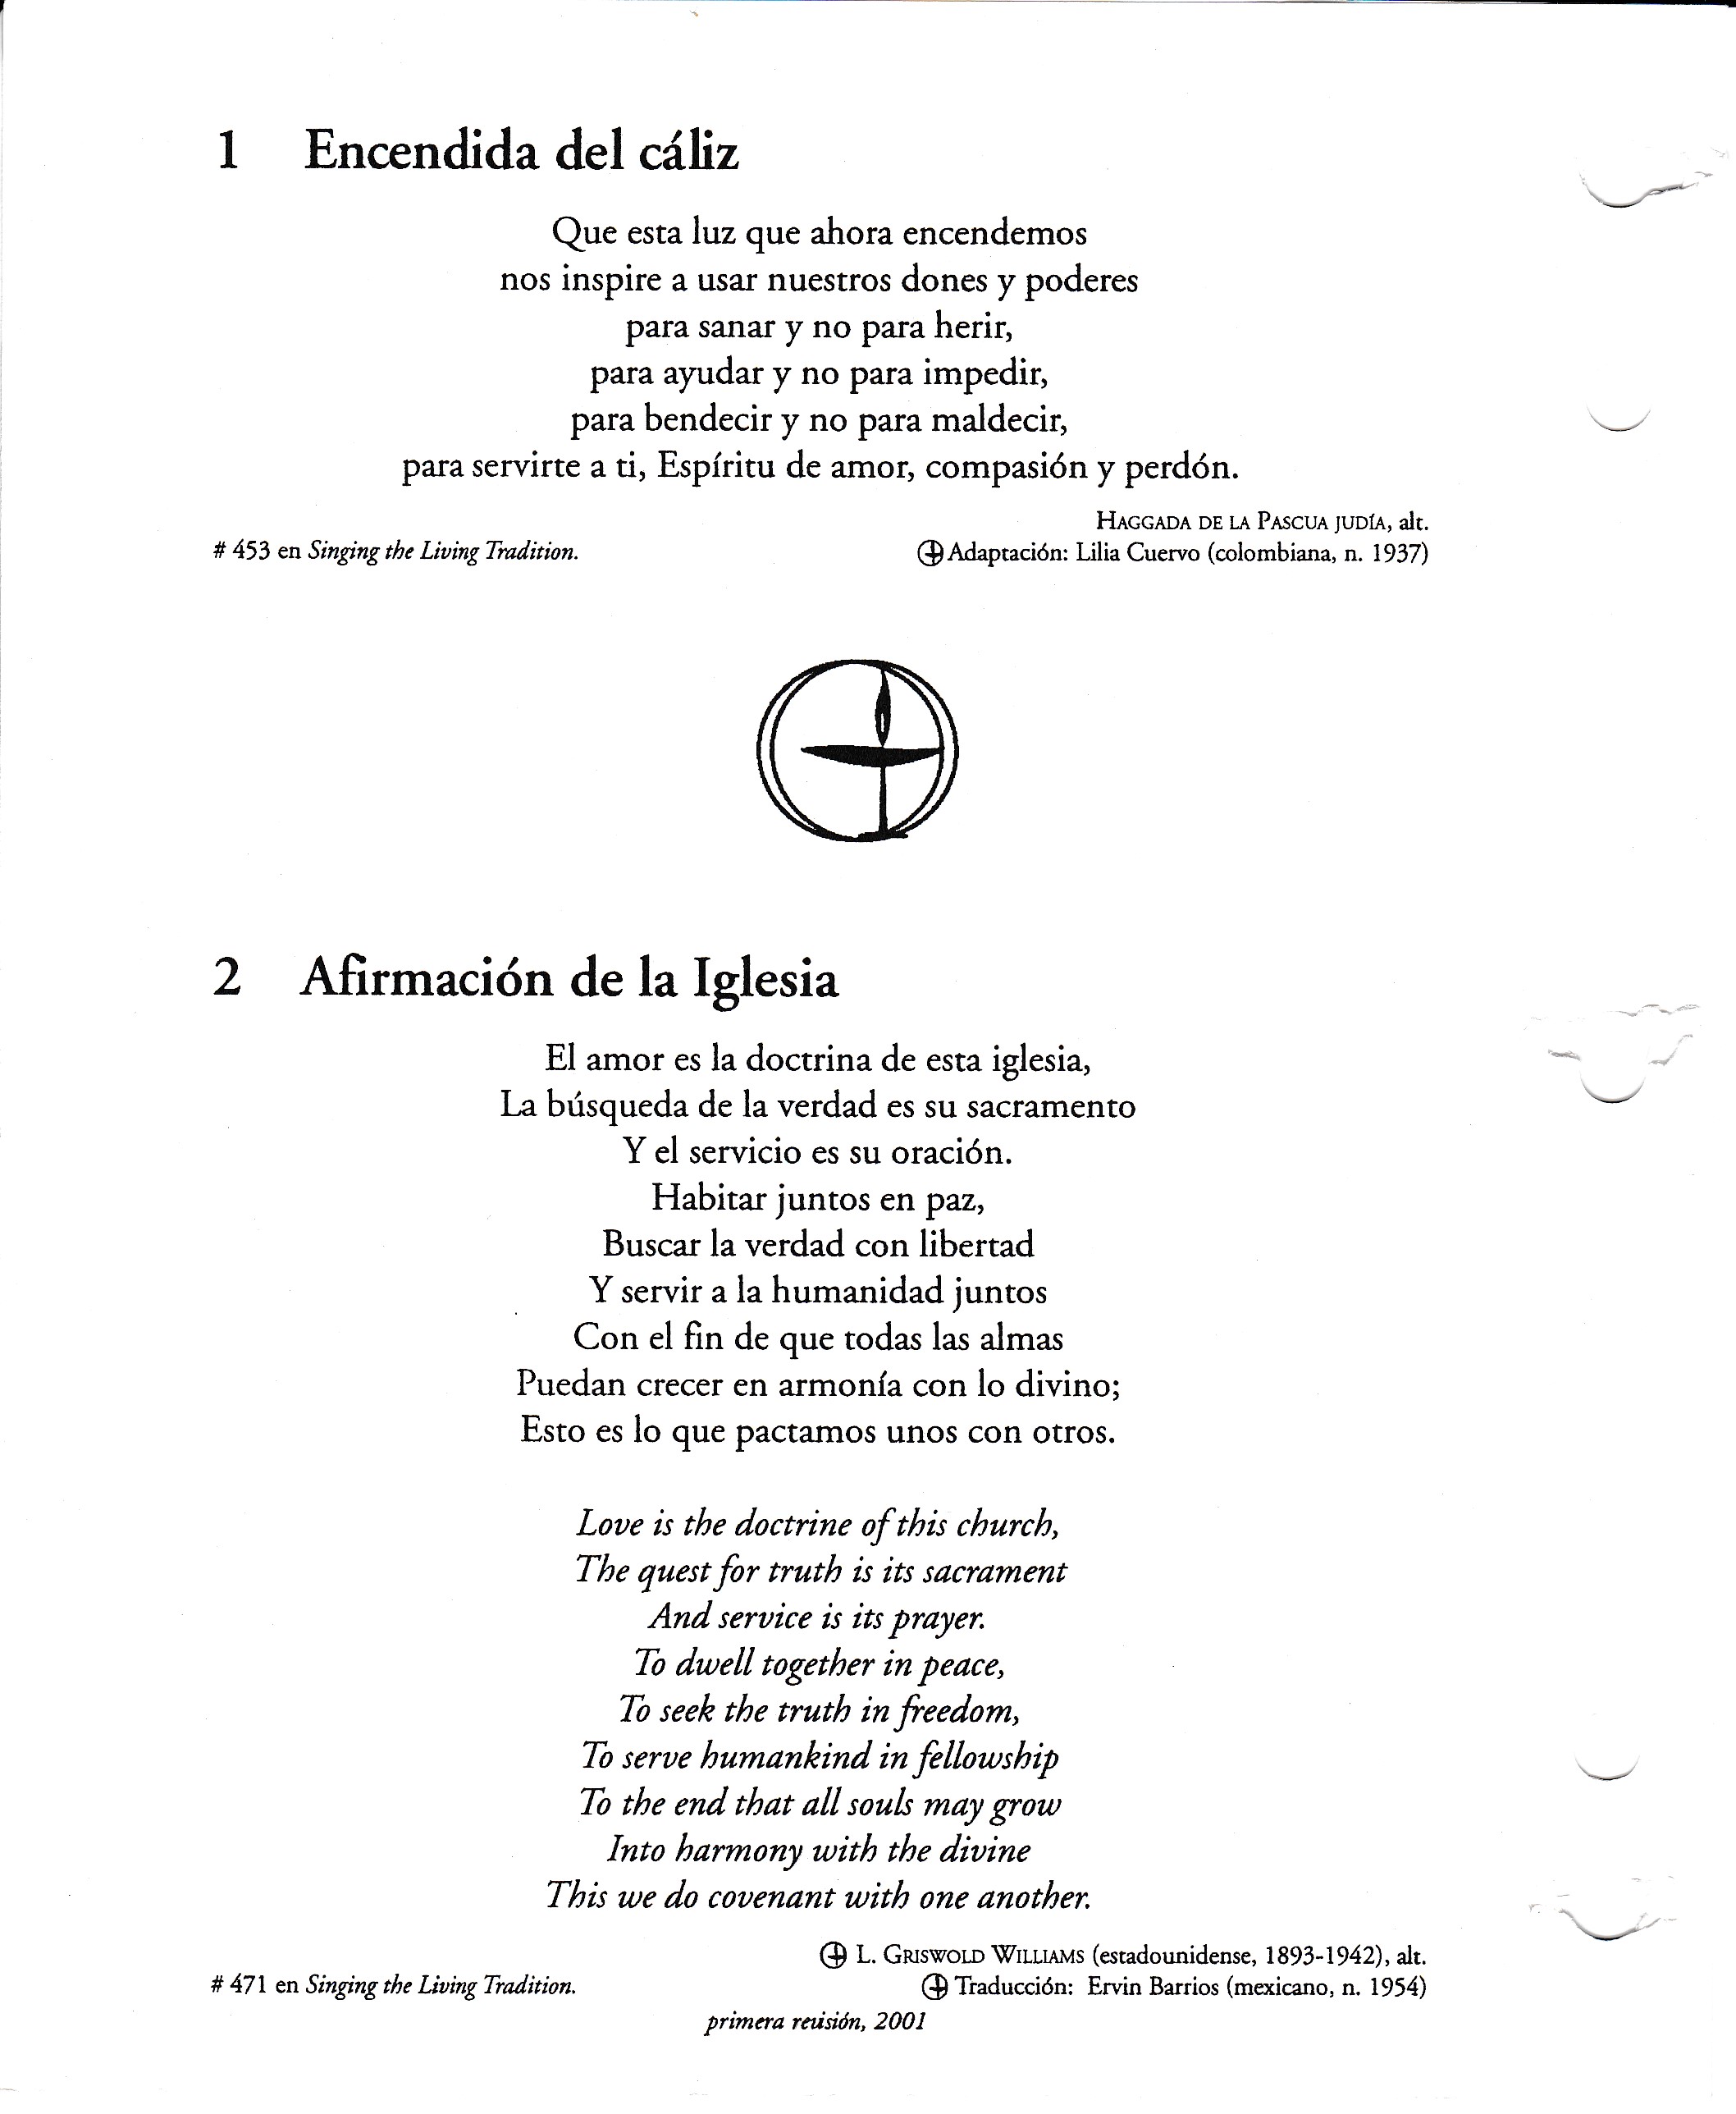 1 Encendida del cáliz
Que esta luz que ahora encendemos
nos inspire a usar nuestros dones y poderes
para sanar y no para herir,
para ayudar y no para impedir,
para bendecir y no para maldecir,
para servirte a ti, Espíritu de amor, compasión y perdón.
HAGGADA DE LA PASCUA JUDÍA, alt.
# 453 en Singing the Living Tradition.
Adaptación: Lilia Cuervo (colombiana, n. 1937)
2 Afirmación de la Iglesia
El amor es la doctrina de esta iglesia,
La búsqueda de la verdad es su sacramento
Y el servicio es su oración.
Habitar juntos en paz,
Buscar la verdad con libertad
Y servir a la humanidad juntos
Con el fin de que todas las almas
Puedan crecer en armonía con lo divino;
Esto es lo que pactamos unos con otros.
Love is the doctrine of this church,
The quest for truth is its sacrament
And service is its prayer.
To dwell together in peace,
To seek the truth in freedom,
To serve humankind in fellowship
To the end that all souls may grow
Into harmony with the divine
This we do covenant with one another.
L. GRISWOLD WILLIAMS (estadounidense, 1893-1942), alt.
# 471 en Singing the Living Tradition.
Traducción: Ervin Barrios (mexicano, n. 1954)
primera revisión, 2001